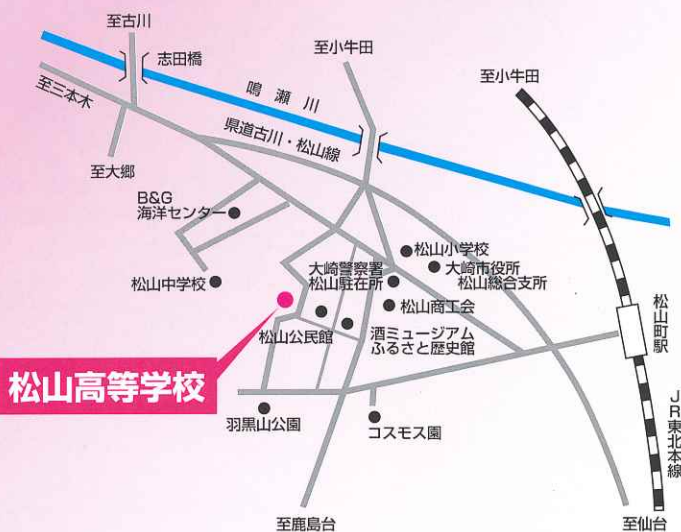 至古川
志田橋
至小牛田
至小牛田
至三本木
鳴瀬川
県道古川・松山線
至大郷
B&G
海洋センター
松山小学校
大崎市役所
松山総合支所
大崎警察署
松山駐在所
松山中学校
松山商工会
松山公民館
酒ミュージアム
ふるさと歴史館
松山町駅
松山高等学校
羽黒山公園
コスモス園
JR東北本線
至鹿島台
至仙台